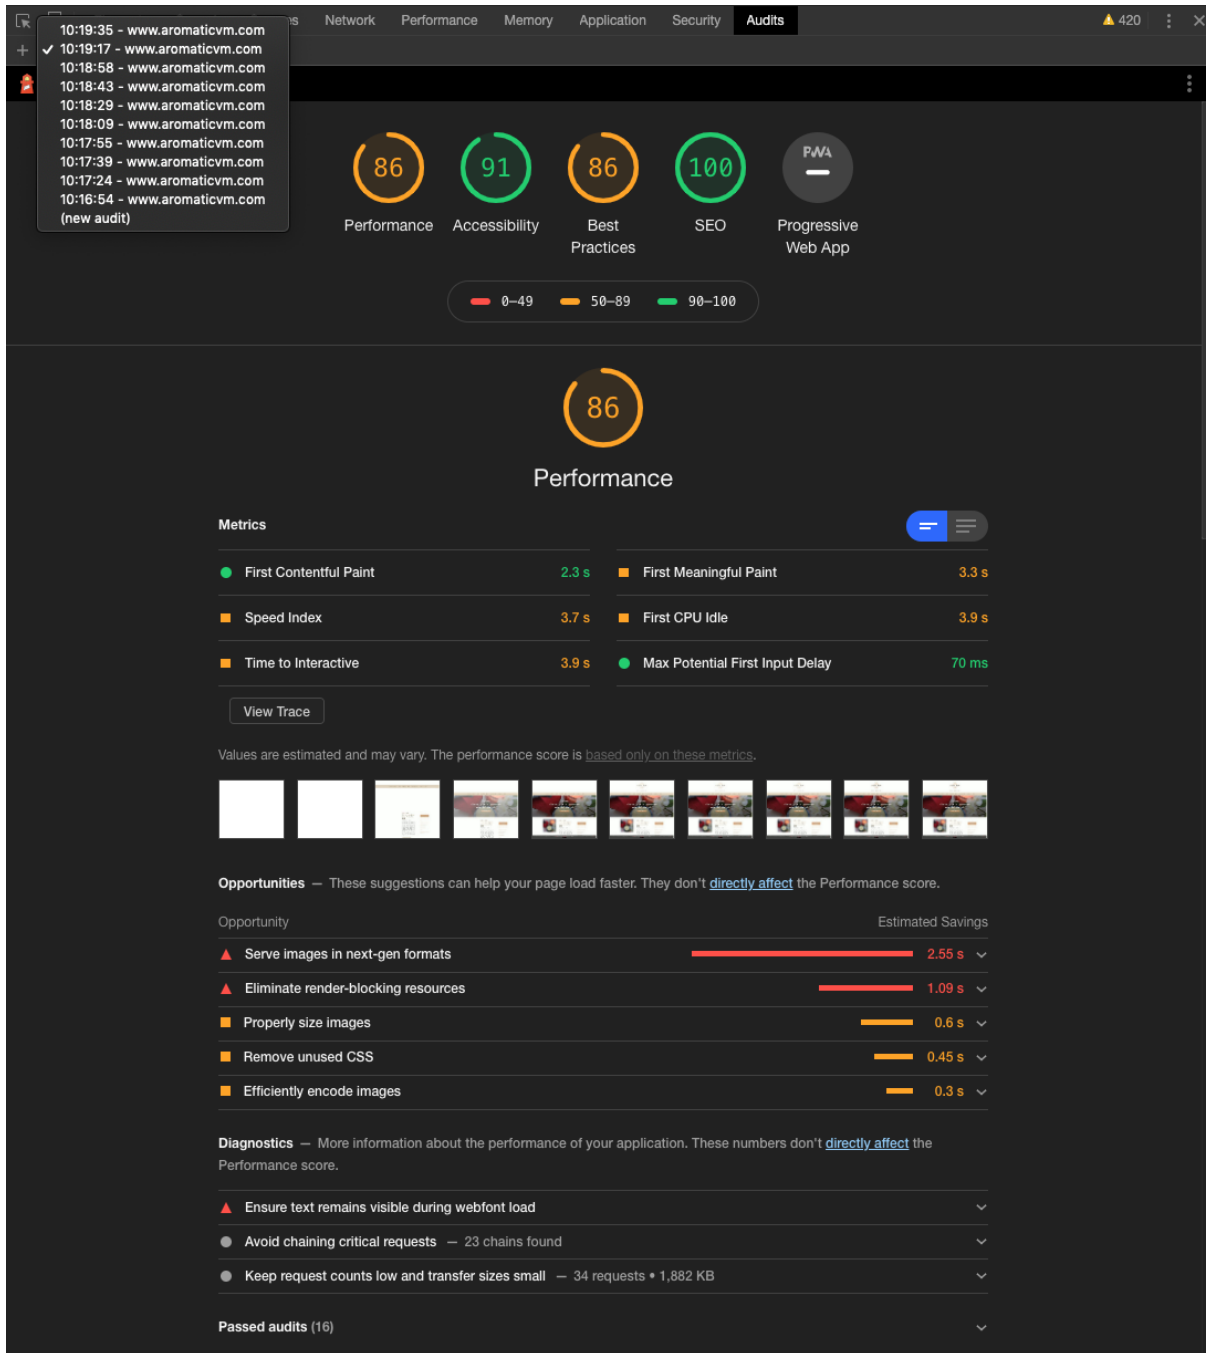 10:19:35 - www.aromaticvm.com
✓ 10:19:17 - www.aromaticvm.com
10:18:58 - www.aromaticvm.com
10:18:43 - www.aromaticvm.com
10:18:29 - www.aromaticvm.com
10:18:09 - www.aromaticvm.com
10:17:55 - www.aromaticvm.com
10:17:39 - www.aromaticvm.com
10:17:24 - www.aromaticvm.com
10:16:54 - www.aromaticvm.com
(new audit)
Network Performance Memory Application Security Audits 420
86 91 86 100 PWA
Performance Accessibility Best Practices SEO Progressive Web App
0–49 50–89 90–100
86
Performance
Metrics
First Contentful Paint 2.3 s First Meaningful Paint 3.3 s
Speed Index 3.7 s First CPU Idle 3.9 s
Time to Interactive 3.9 s Max Potential First Input Delay 70 ms
View Trace
Values are estimated and may vary. The performance score is based only on these metrics.
Opportunities — These suggestions can help your page load faster. They don't directly affect the Performance score.
Opportunity Estimated Savings
Serve images in next-gen formats 2.55 s
Eliminate render-blocking resources 1.09 s
Properly size images 0.6 s
Remove unused CSS 0.45 s
Efficiently encode images 0.3 s
Diagnostics — More information about the performance of your application. These numbers don't directly affect the
Performance score.
Ensure text remains visible during webfont load
Avoid chaining critical requests — 23 chains found
Keep request counts low and transfer sizes small — 34 requests • 1,882 KB
Passed audits (16)